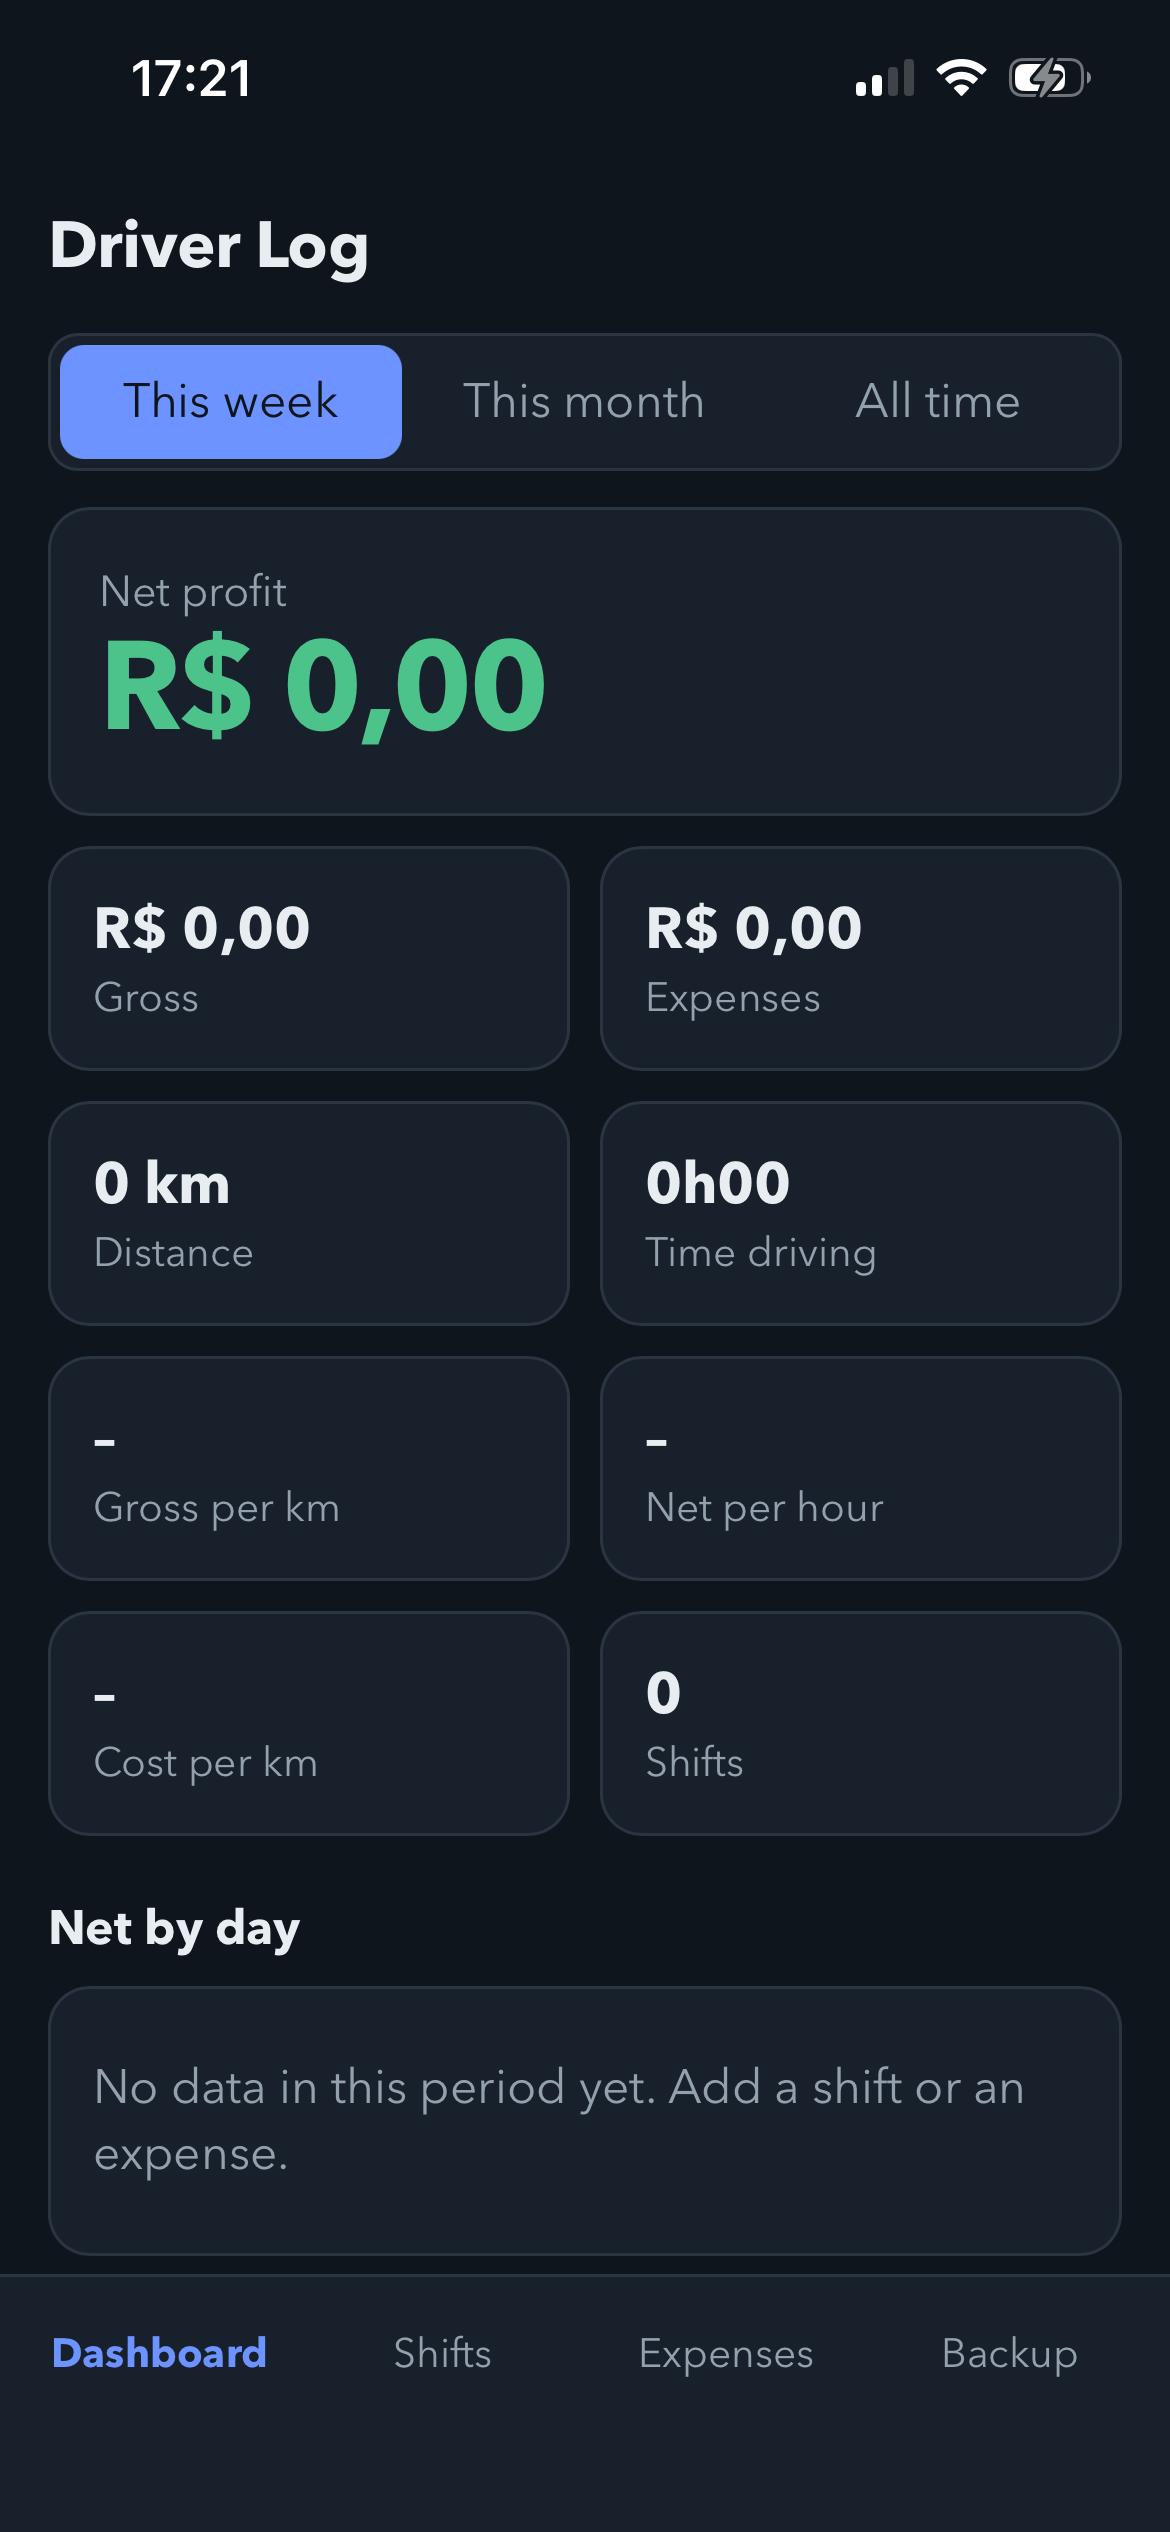 17:21
Driver Log
This week This month All time
Net profit
R$ 0,00
R$ 0,00
Gross
R$ 0,00
Expenses
0 km
Distance
0h00
Time driving
–
Gross per km
–
Net per hour
–
Cost per km
0
Shifts
Net by day
No data in this period yet. Add a shift or an
expense.
Dashboard Shifts Expenses Backup